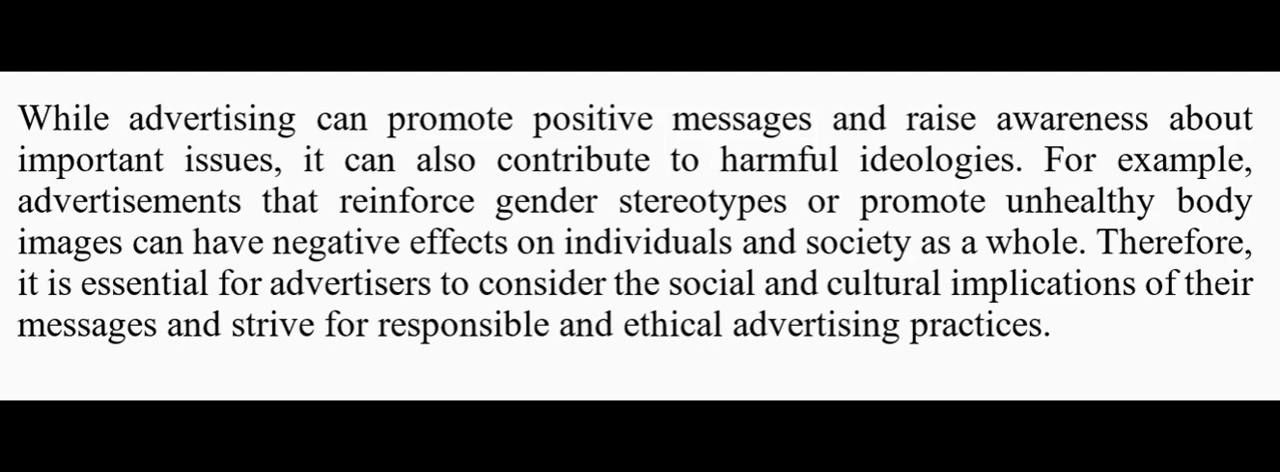 While advertising can promote positive messages and raise awareness about
important issues, it can also contribute to harmful ideologies. For example,
advertisements that reinforce gender stereotypes or promote unhealthy body
images can have negative effects on individuals and society as a whole. Therefore,
it is essential for advertisers to consider the social and cultural implications of their
messages and strive for responsible and ethical advertising practices.